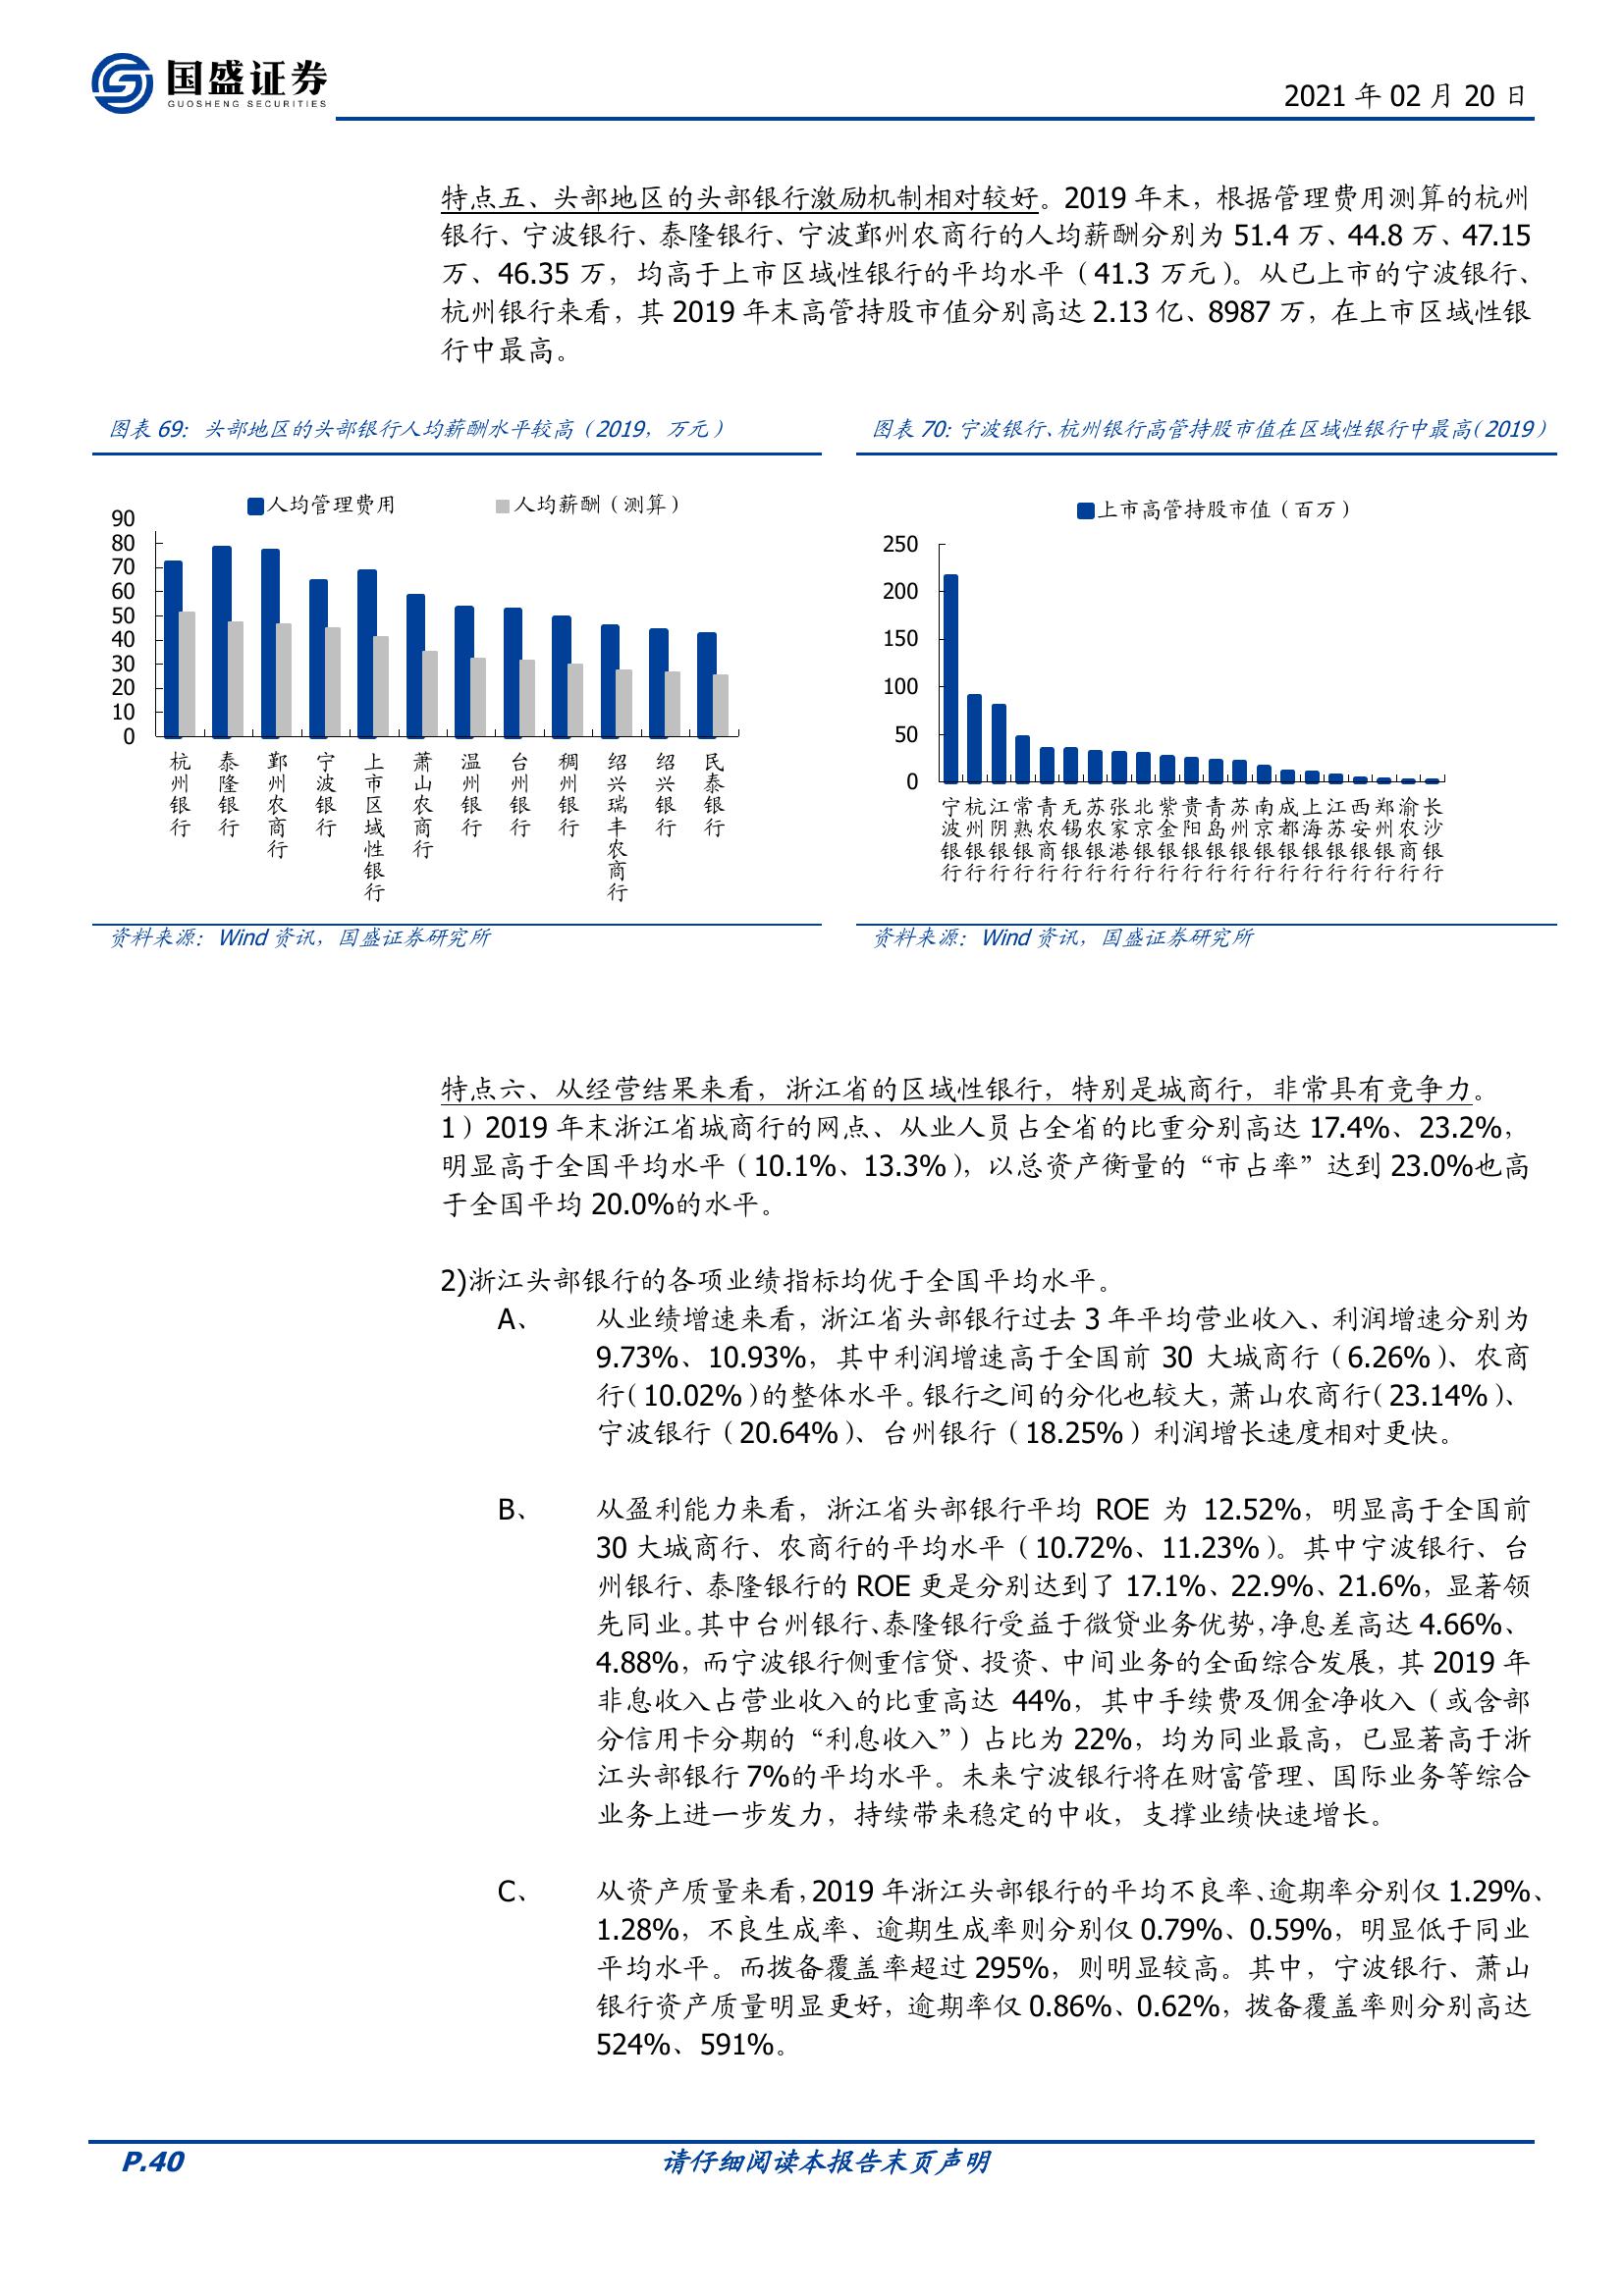 国盛证券
GUOSHENG SECURITIES
2021 年 02 月 20 日
特点五、头部地区的头部银行激励机制相对较好。2019 年末，根据管理费用测算的杭州
银行、宁波银行、泰隆银行、宁波鄞州农商行的人均薪酬分别为 51.4 万、44.8 万、47.15
万、46.35 万，均高于上市区域性银行的平均水平（41.3 万元）。从已上市的宁波银行、
杭州银行来看，其 2019 年末高管持股市值分别高达 2.13 亿、8987 万，在上市区域性银
行中最高。
图表 69：头部地区的头部银行人均薪酬水平较高（2019，万元）
人均管理费用 人均薪酬（测算）
90
80
70
60
50
40
30
20
10
0
杭州银行
泰隆银行
鄞州农商行
宁波银行
上市区域性银行
萧山农商行
温州银行
台州银行
稠州银行
绍兴瑞丰农商行
绍兴银行
民泰银行
资料来源：Wind 资讯，国盛证券研究所
图表 70：宁波银行、杭州银行高管持股市值在区域性银行中最高（2019）
上市高管持股市值（百万）
250
200
150
100
50
0
宁波银行
杭州银行
江阴银行
常熟银行
青农商行
无锡银行
苏农银行
张家港行
北京银行
紫金银行
贵阳银行
青岛银行
苏州银行
南京银行
成都银行
上海银行
江苏银行
西安银行
郑州银行
渝农商行
长沙银行
资料来源：Wind 资讯，国盛证券研究所
特点六、从经营结果来看，浙江省的区域性银行，特别是城商行，非常具有竞争力。
1）2019 年末浙江省城商行的网点、从业人员占全省的比重分别高达 17.4%、23.2%，
明显高于全国平均水平（10.1%、13.3%），以总资产衡量的“市占率”达到 23.0%也高
于全国平均 20.0%的水平。
2)浙江头部银行的各项业绩指标均优于全国平均水平。
A、 从业绩增速来看，浙江省头部银行过去 3 年平均营业收入、利润增速分别为
9.73%、10.93%，其中利润增速高于全国前 30 大城商行（6.26%）、农商
行（10.02%）的整体水平。银行之间的分化也较大，萧山农商行（23.14%）、
宁波银行（20.64%）、台州银行（18.25%）利润增长速度相对更快。
B、 从盈利能力来看，浙江省头部银行平均 ROE 为 12.52%，明显高于全国前
30 大城商行、农商行的平均水平（10.72%、11.23%）。其中宁波银行、台
州银行、泰隆银行的 ROE 更是分别达到了 17.1%、22.9%、21.6%，显著领
先同业。其中台州银行、泰隆银行受益于微贷业务优势，净息差高达 4.66%、
4.88%，而宁波银行侧重信贷、投资、中间业务的全面综合发展，其 2019 年
非息收入占营业收入的比重高达 44%，其中手续费及佣金净收入（或含部
分信用卡分期的“利息收入”）占比为 22%，均为同业最高，已显著高于浙
江头部银行 7%的平均水平。未来宁波银行将在财富管理、国际业务等综合
业务上进一步发力，持续带来稳定的中收，支撑业绩快速增长。
C、 从资产质量来看，2019 年浙江头部银行的平均不良率、逾期率分别仅 1.29%、
1.28%，不良生成率、逾期生成率则分别仅 0.79%、0.59%，明显低于同业
平均水平。而拨备覆盖率超过 295%，则明显较高。其中，宁波银行、萧山
银行资产质量明显更好，逾期率仅 0.86%、0.62%，拨备覆盖率则分别高达
524%、591%。
P.40 请仔细阅读本报告末页声明